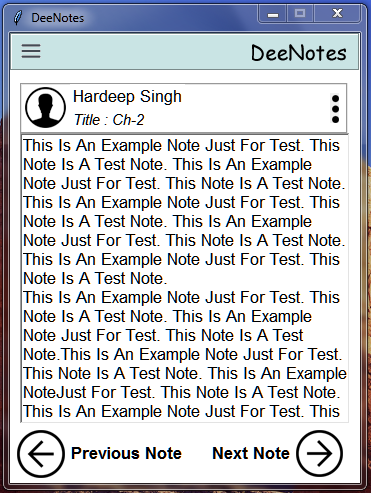 DeeNotes
DeeNotes
Hardeep Singh
Title : Ch-2
This Is An Example Note Just For Test. This
Note Is A Test Note. This Is An Example
Note Just For Test. This Note Is A Test Note.
This Is An Example Note Just For Test. This
Note Is A Test Note. This Is An Example
Note Just For Test. This Note Is A Test Note.
This Is An Example Note Just For Test. This
Note Is A Test Note.
This Is An Example Note Just For Test. This
Note Is A Test Note. This Is An Example
Note Just For Test. This Note Is A Test
Note.This Is An Example Note Just For Test.
This Note Is A Test Note. This Is An Example
NoteJust For Test. This Note Is A Test Note.
This Is An Example Note Just For Test. This
Previous Note
Next Note